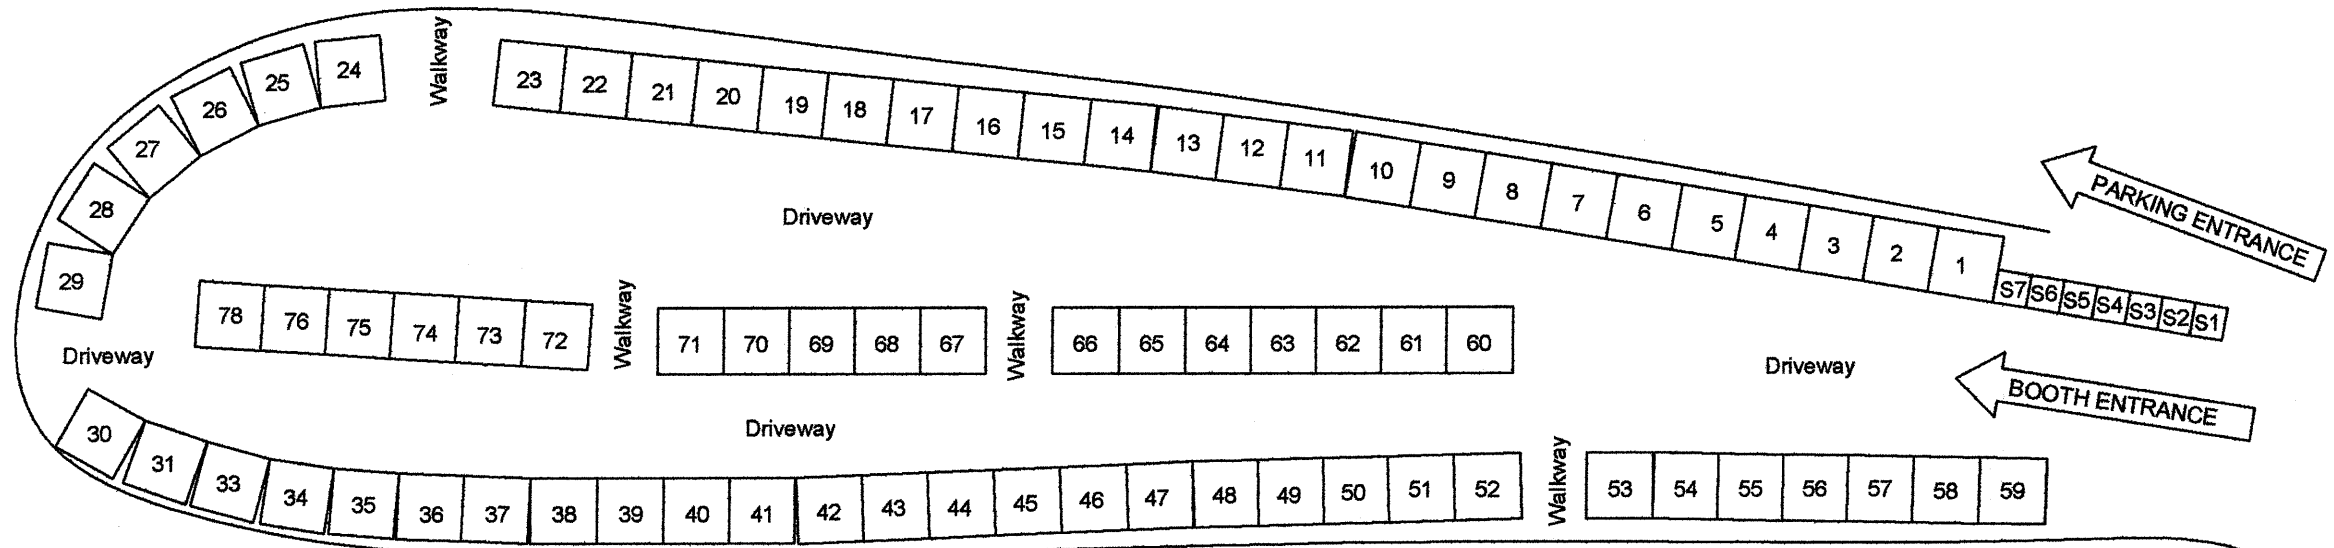 Walkway
24
25
26
27
28
29
23 22 21 20 19 18 17 16 15 14 13 12 11 10 9 8 7 6 5 4 3 2 1
S7 S6 S5 S4 S3 S2 S1
PARKING ENTRANCE
Driveway
78 76 75 74 73 72
Walkway
71 70 69 68 67
Walkway
66 65 64 63 62 61 60
Driveway
Driveway
BOOTH ENTRANCE
Driveway
30 31 33 34 35 36 37 38 39 40 41 42 43 44 45 46 47 48 49 50 51 52
Walkway
53 54 55 56 57 58 59